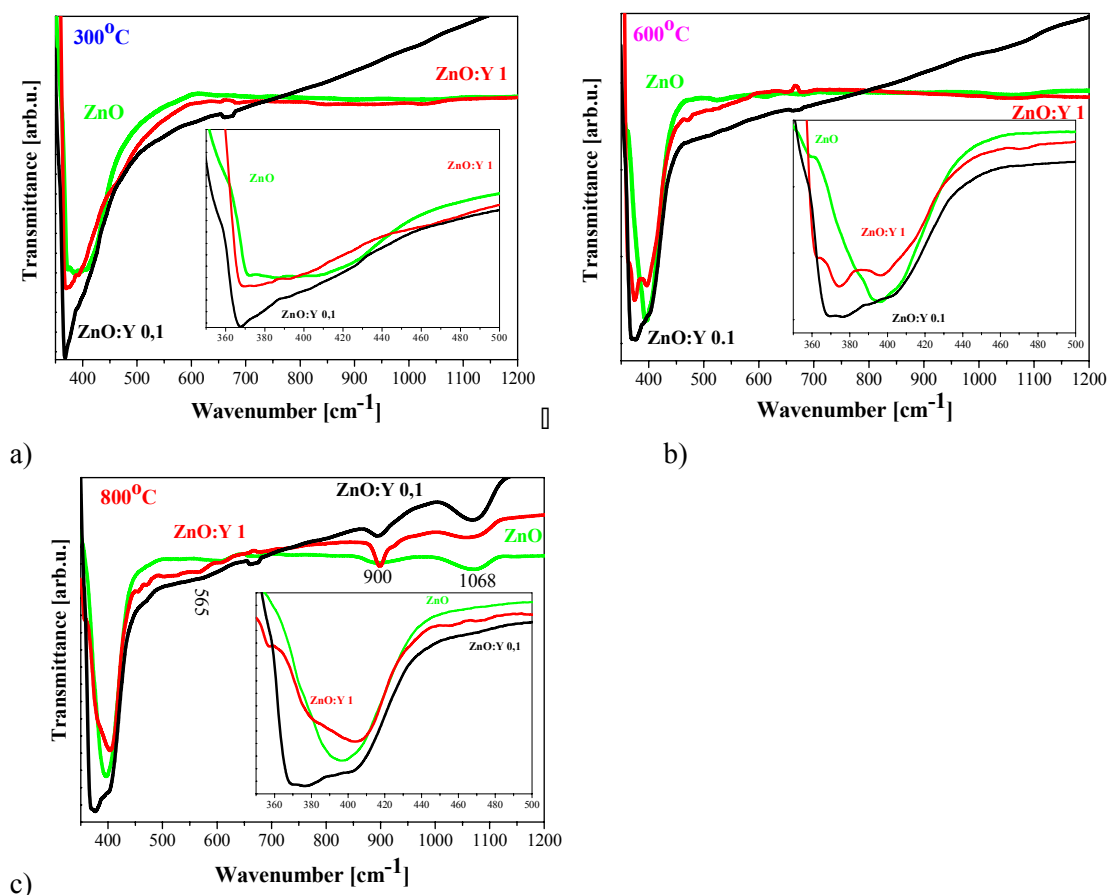 300°C
ZnO:Y 1
ZnO
ZnO
ZnO:Y 1
ZnO:Y 0,1
360 380 400 420 440 460 480 500
ZnO:Y 0,1
Transmittance [arb.u.]
400 500 600 700 800 900 1000 1100 1200
Wavenumber [cm-1]
a)
600°C
ZnO
ZnO:Y 1
ZnO
ZnO:Y 1
ZnO:Y 0.1
360 380 400 420 440 460 480 500
ZnO:Y 0.1
Transmittance [arb.u.]
400 500 600 700 800 900 1000 1100 1200
Wavenumber [cm-1]
b)
800°C
ZnO:Y 0,1
ZnO:Y 1
ZnO
900
1068
565
ZnO
ZnO:Y 0,1
ZnO:Y 1
360 380 400 420 440 460 480 500
Transmittance [arb.u.]
400 500 600 700 800 900 1000 1100 1200
Wavenumber [cm-1]
c)